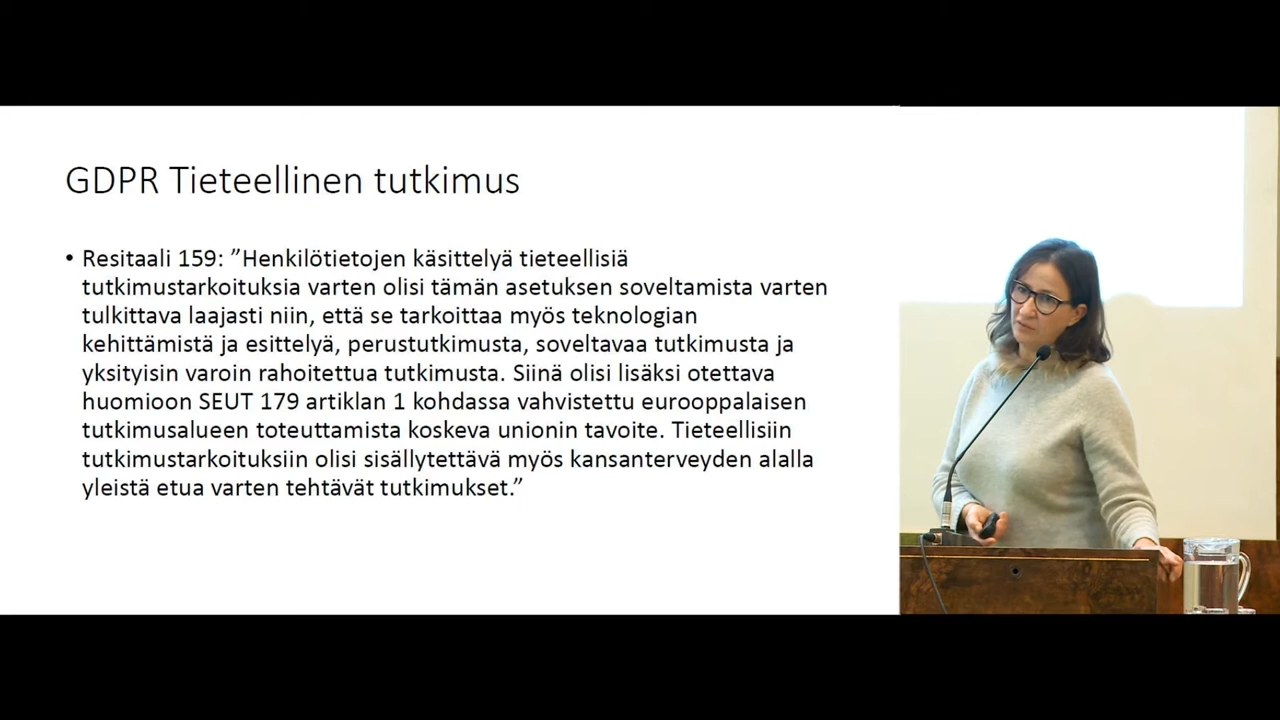 GDPR Tieteellinen tutkimus
• Resitaali 159: ”Henkilötietojen käsittelyä tieteellisiä
tutkimustarkoituksia varten olisi tämän asetuksen soveltamista varten
tulkittava laajasti niin, että se tarkoittaa myös teknologian
kehittämistä ja esittelyä, perustutkimusta, soveltavaa tutkimusta ja
yksityisin varoin rahoitettua tutkimusta. Siinä olisi lisäksi otettava
huomioon SEUT 179 artiklan 1 kohdassa vahvistettu eurooppalaisen
tutkimusalueen toteuttamista koskeva unionin tavoite. Tieteellisiin
tutkimustarkoituksiin olisi sisällytettävä myös kansanterveyden alalla
yleistä etua varten tehtävät tutkimukset.”